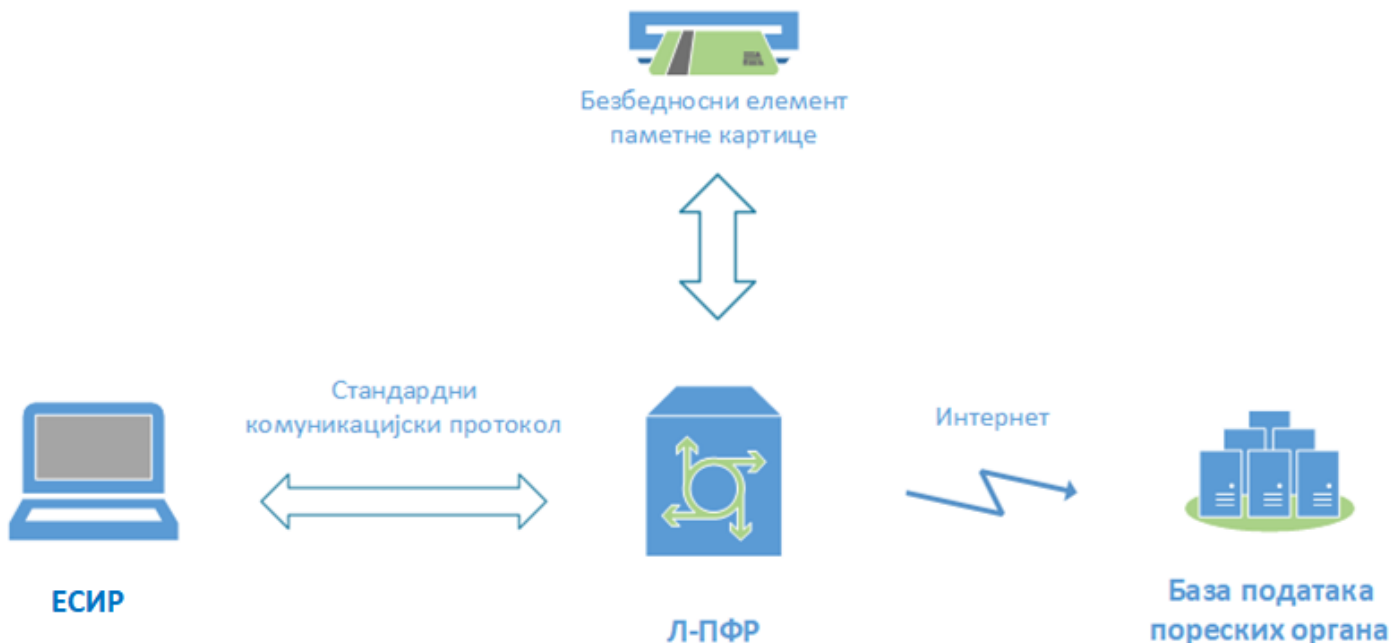 Безбедносни елемент
паметне картице
Стандардни
комуникацијски протокол
Интернет
ЕСИР
Л-ПФР
База података
пореских органа